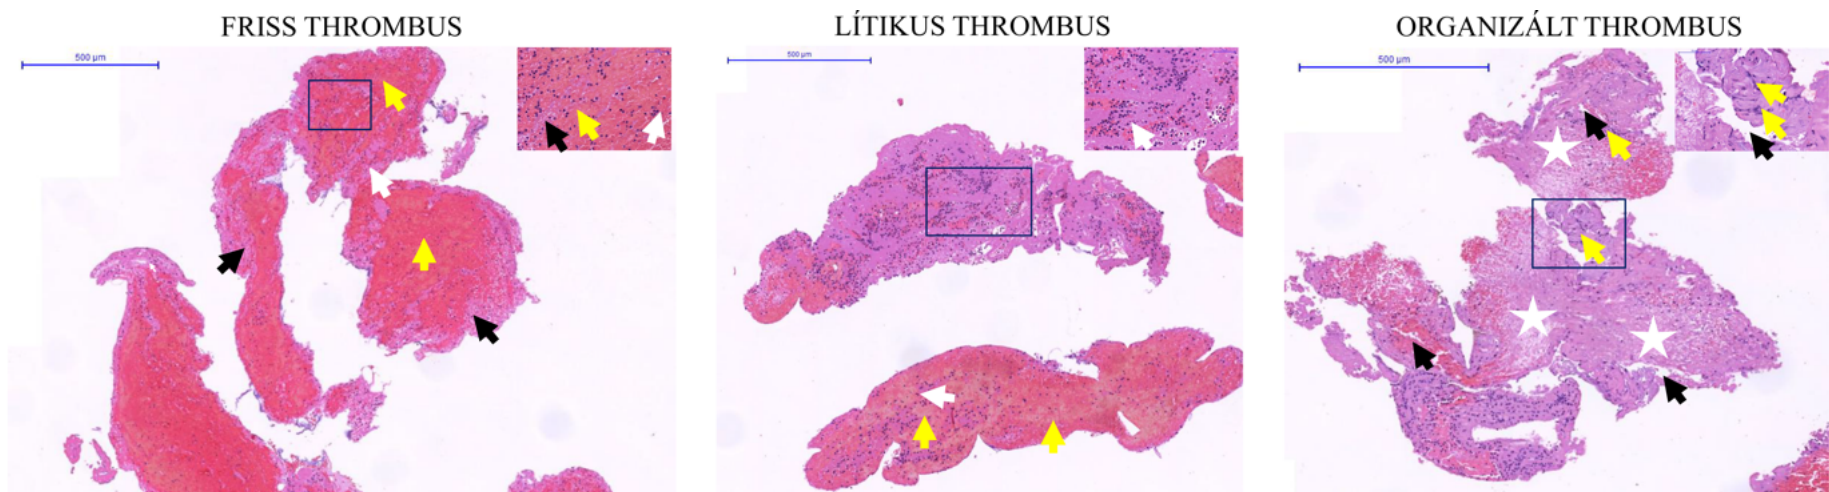 FRISS THROMBUS
LÍTIKUS THROMBUS
ORGANIZÁLT THROMBUS
500 µm
500 µm
500 µm